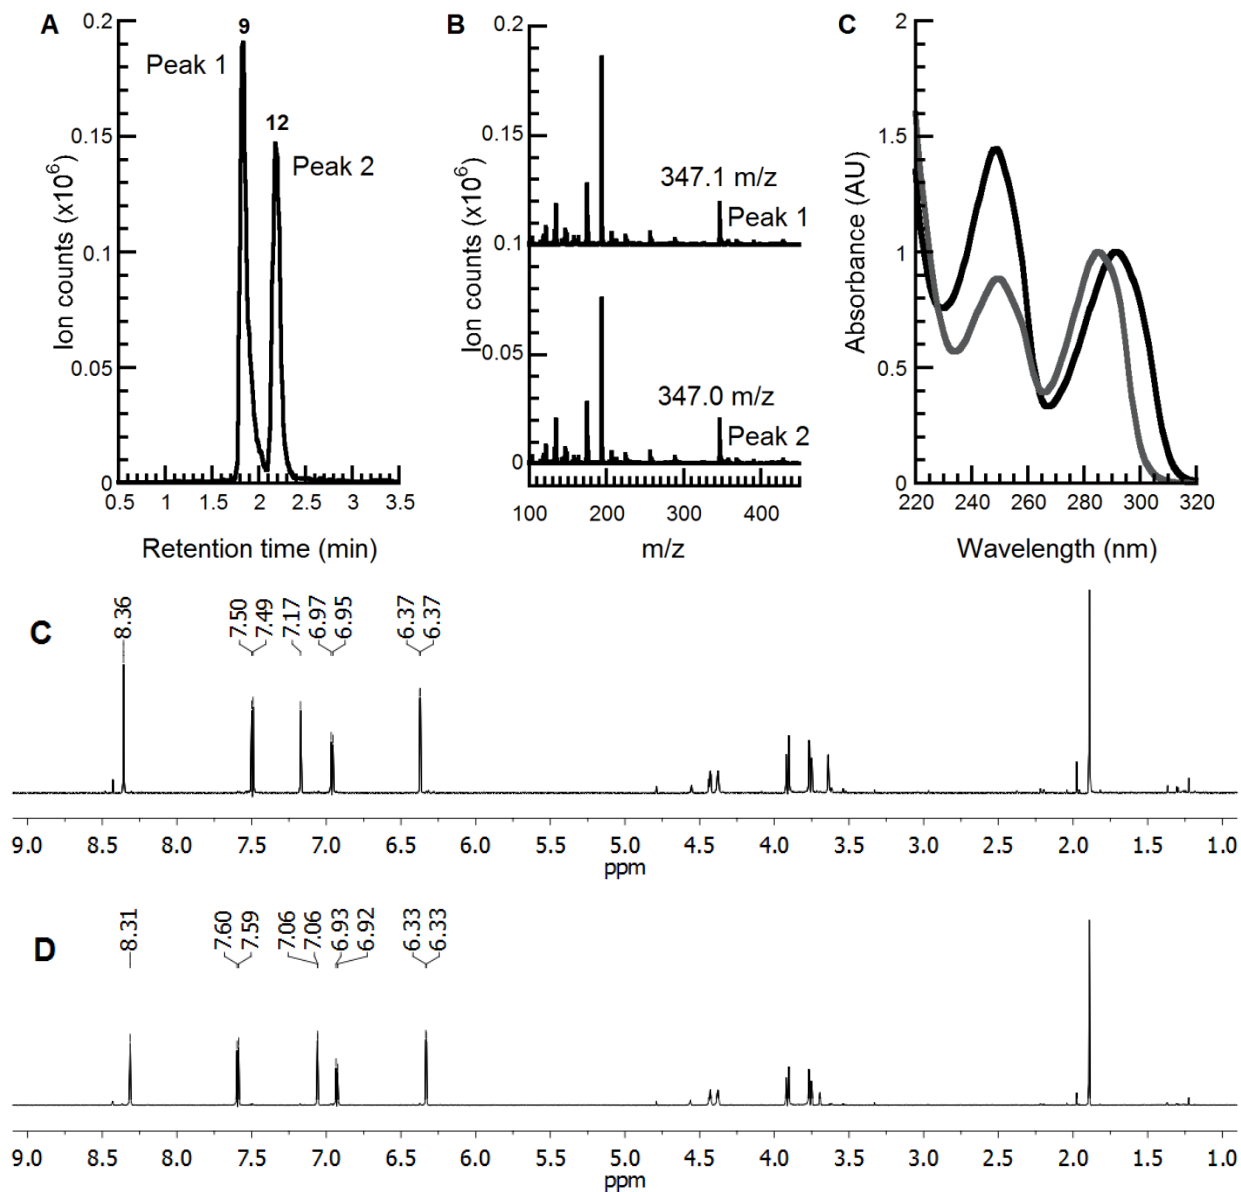 A
9
Peak 1
12
Peak 2
0.2
0.15
0.1
0.05
0
Ion counts (x10⁶)
0.5 1 1.5 2 2.5 3 3.5
Retention time (min)
B
0.2
0.15
0.1
0.05
0
Ion counts (x10⁶)
347.1 m/z
Peak 1
347.0 m/z
Peak 2
100 200 300 400
m/z
C
2
1.5
1
0.5
0
Absorbance (AU)
220 240 260 280 300 320
Wavelength (nm)
C
8.36 7.50 7.49 7.17 6.97 6.95 6.37 6.37
9.0 8.5 8.0 7.5 7.0 6.5 6.0 5.5 5.0 4.5 4.0 3.5 3.0 2.5 2.0 1.5 1.0
ppm
D
8.31 7.60 7.59 7.06 7.06 6.93 6.92 6.33 6.33
9.0 8.5 8.0 7.5 7.0 6.5 6.0 5.5 5.0 4.5 4.0 3.5 3.0 2.5 2.0 1.5 1.0
ppm